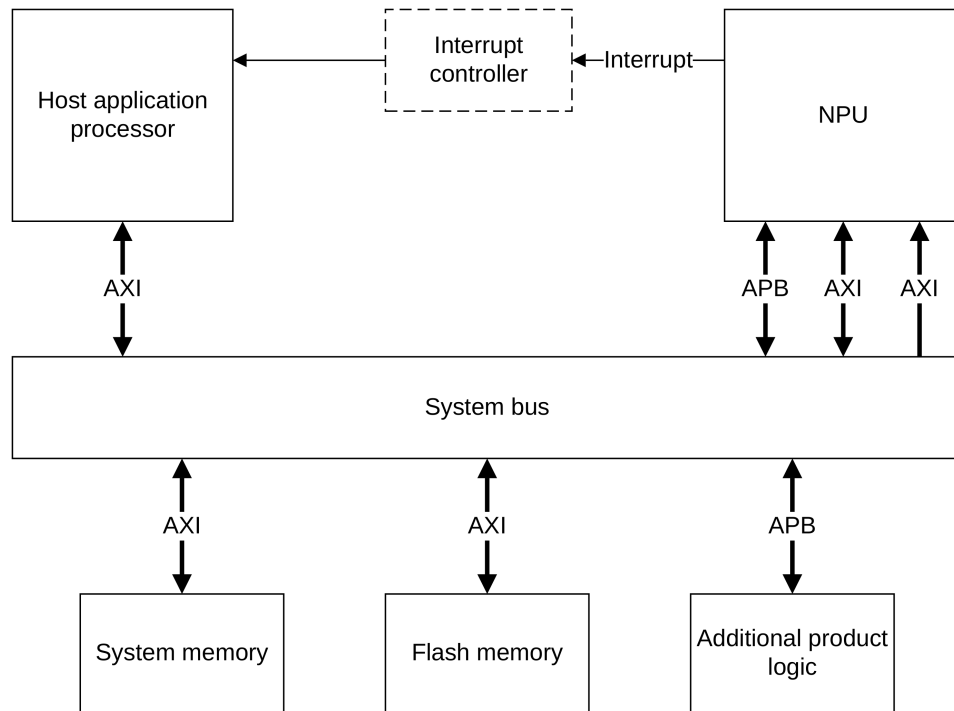 Interrupt
controller
Interrupt
Host application
processor
NPU
AXI
APB
AXI
AXI
System bus
AXI
AXI
APB
System memory
Flash memory
Additional product
logic